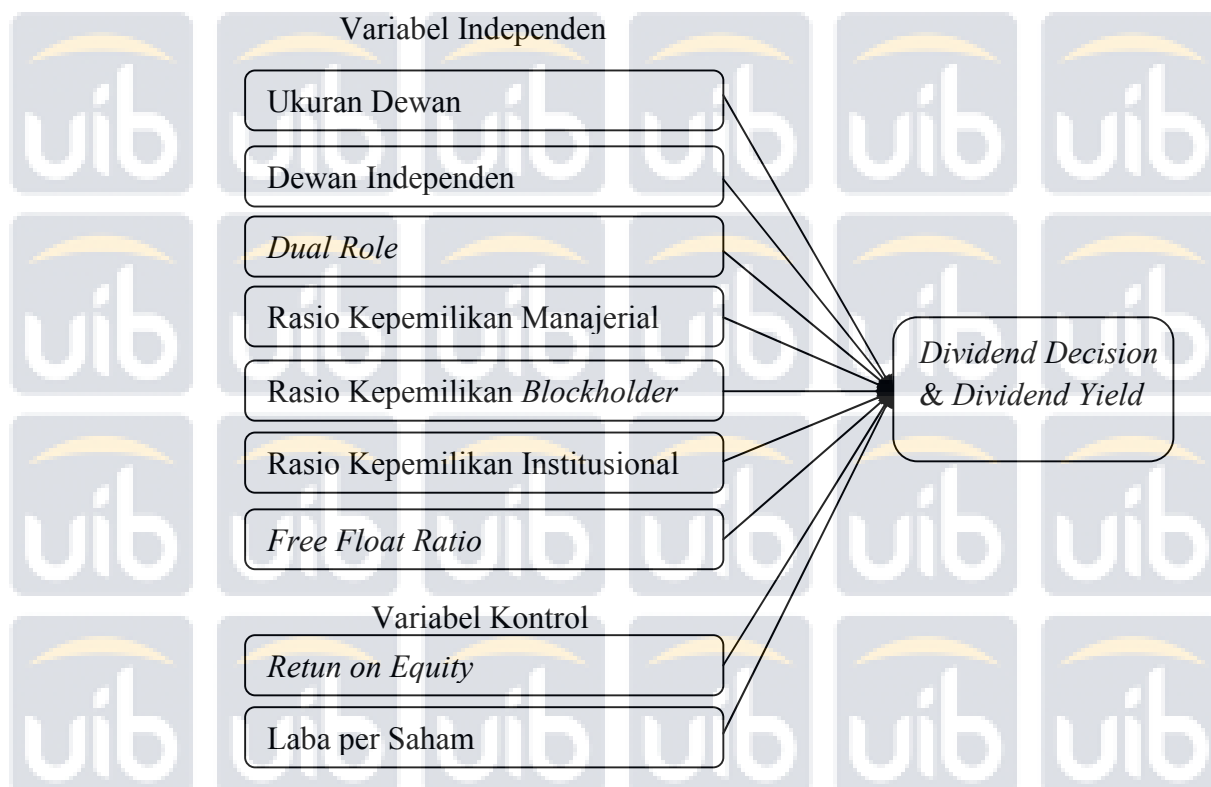 Variabel Independen
Ukuran Dewan
Dewan Independen
Dual Role
Rasio Kepemilikan Manajerial
Rasio Kepemilikan Blockholder
Rasio Kepemilikan Institusional
Free Float Ratio
Variabel Kontrol
Retun on Equity
Laba per Saham
Dividend Decision
& Dividend Yield
uib